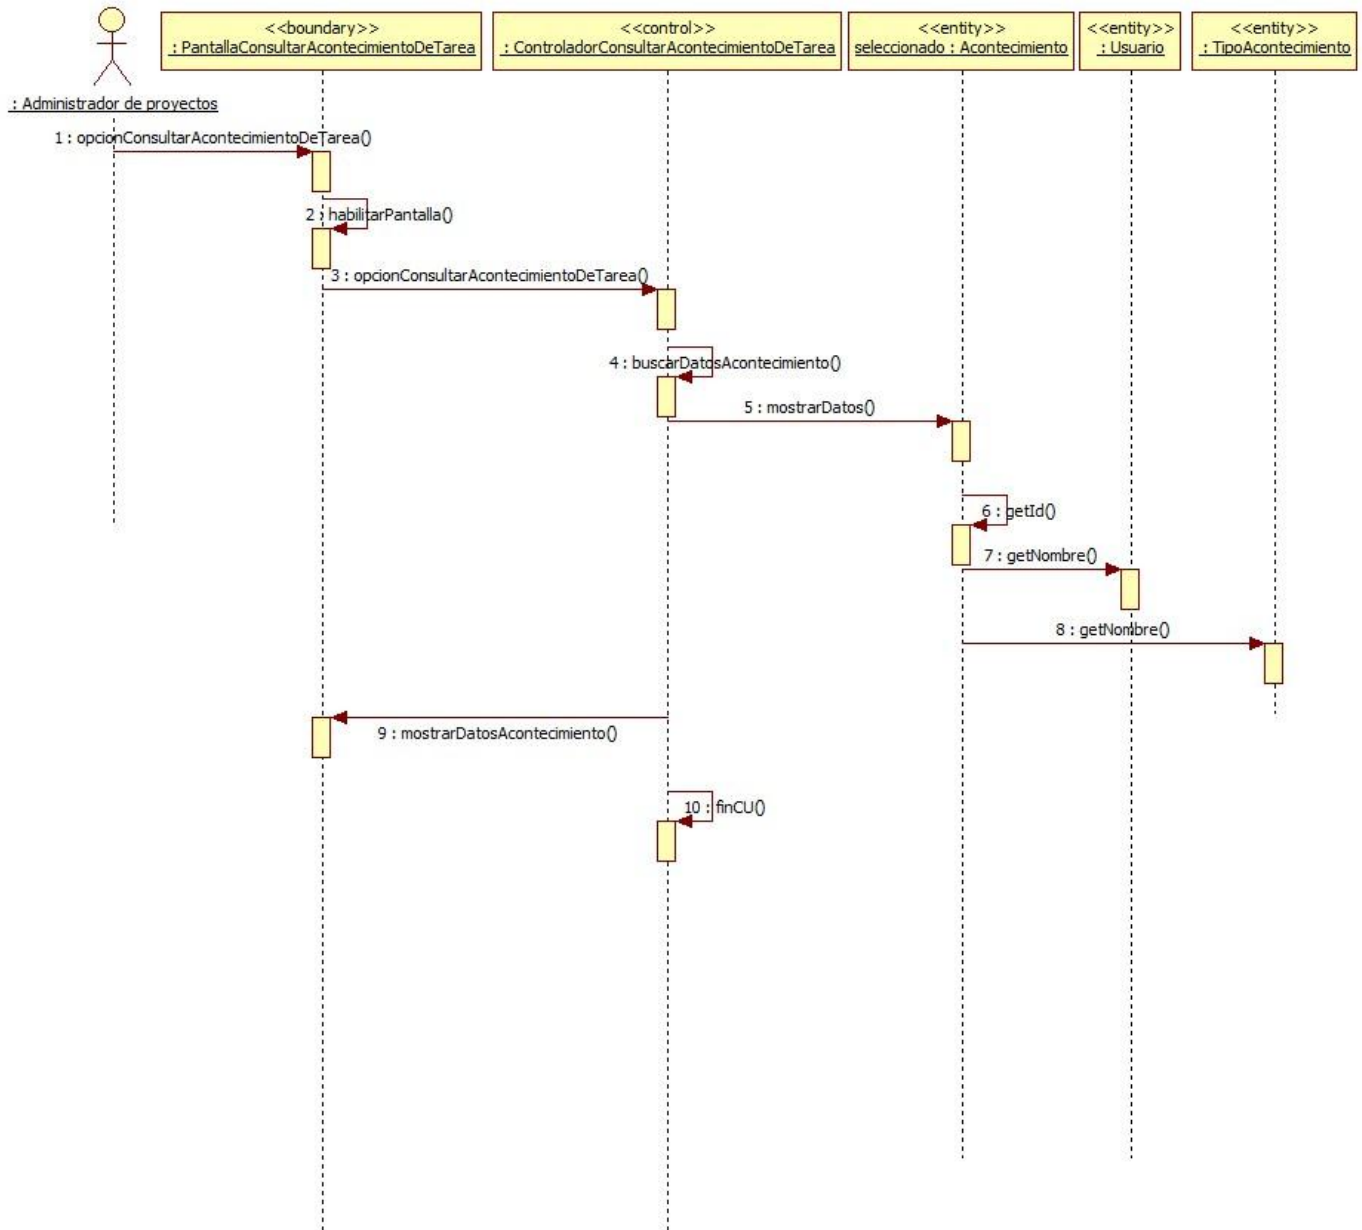 <<boundary>>
: PantallaConsultarAcontecimientoDeTarea
<<control>>
: ControladorConsultarAcontecimientoDeTarea
<<entity>>
seleccionado : Acontecimiento
<<entity>>
: Usuario
<<entity>>
: TipoAcontecimiento
: Administrador de proyectos
1 : opcionConsultarAcontecimientoDeTarea()
2 : habilitarPantalla()
3 : opcionConsultarAcontecimientoDeTarea()
4 : buscarDatosAcontecimiento()
5 : mostrarDatos()
6 : getId()
7 : getNombre()
8 : getNombre()
9 : mostrarDatosAcontecimiento()
10 : finCU()